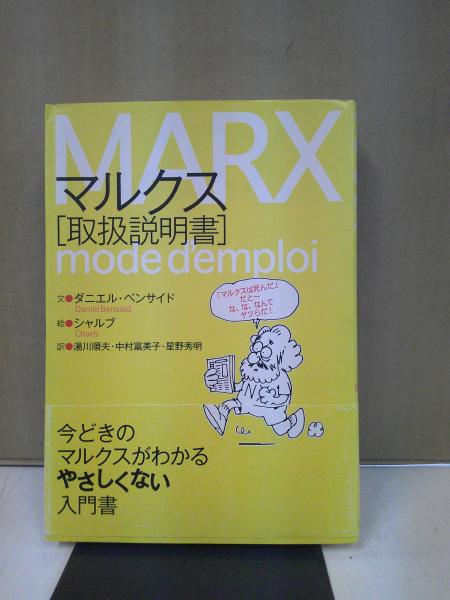 MARX
マルクス
[取扱説明書]
mode d'emploi
文●ダニエル・ベンサイド
Daniel Bensaïd
絵●シャルブ
Charb
訳●湯川順夫・中村富美子・星野秀明
「マルクスは死んだ」
だと〜
な、な、なんて
ヤツらだ!
今どきの
マルクスがわかる
やさしくない
入門書